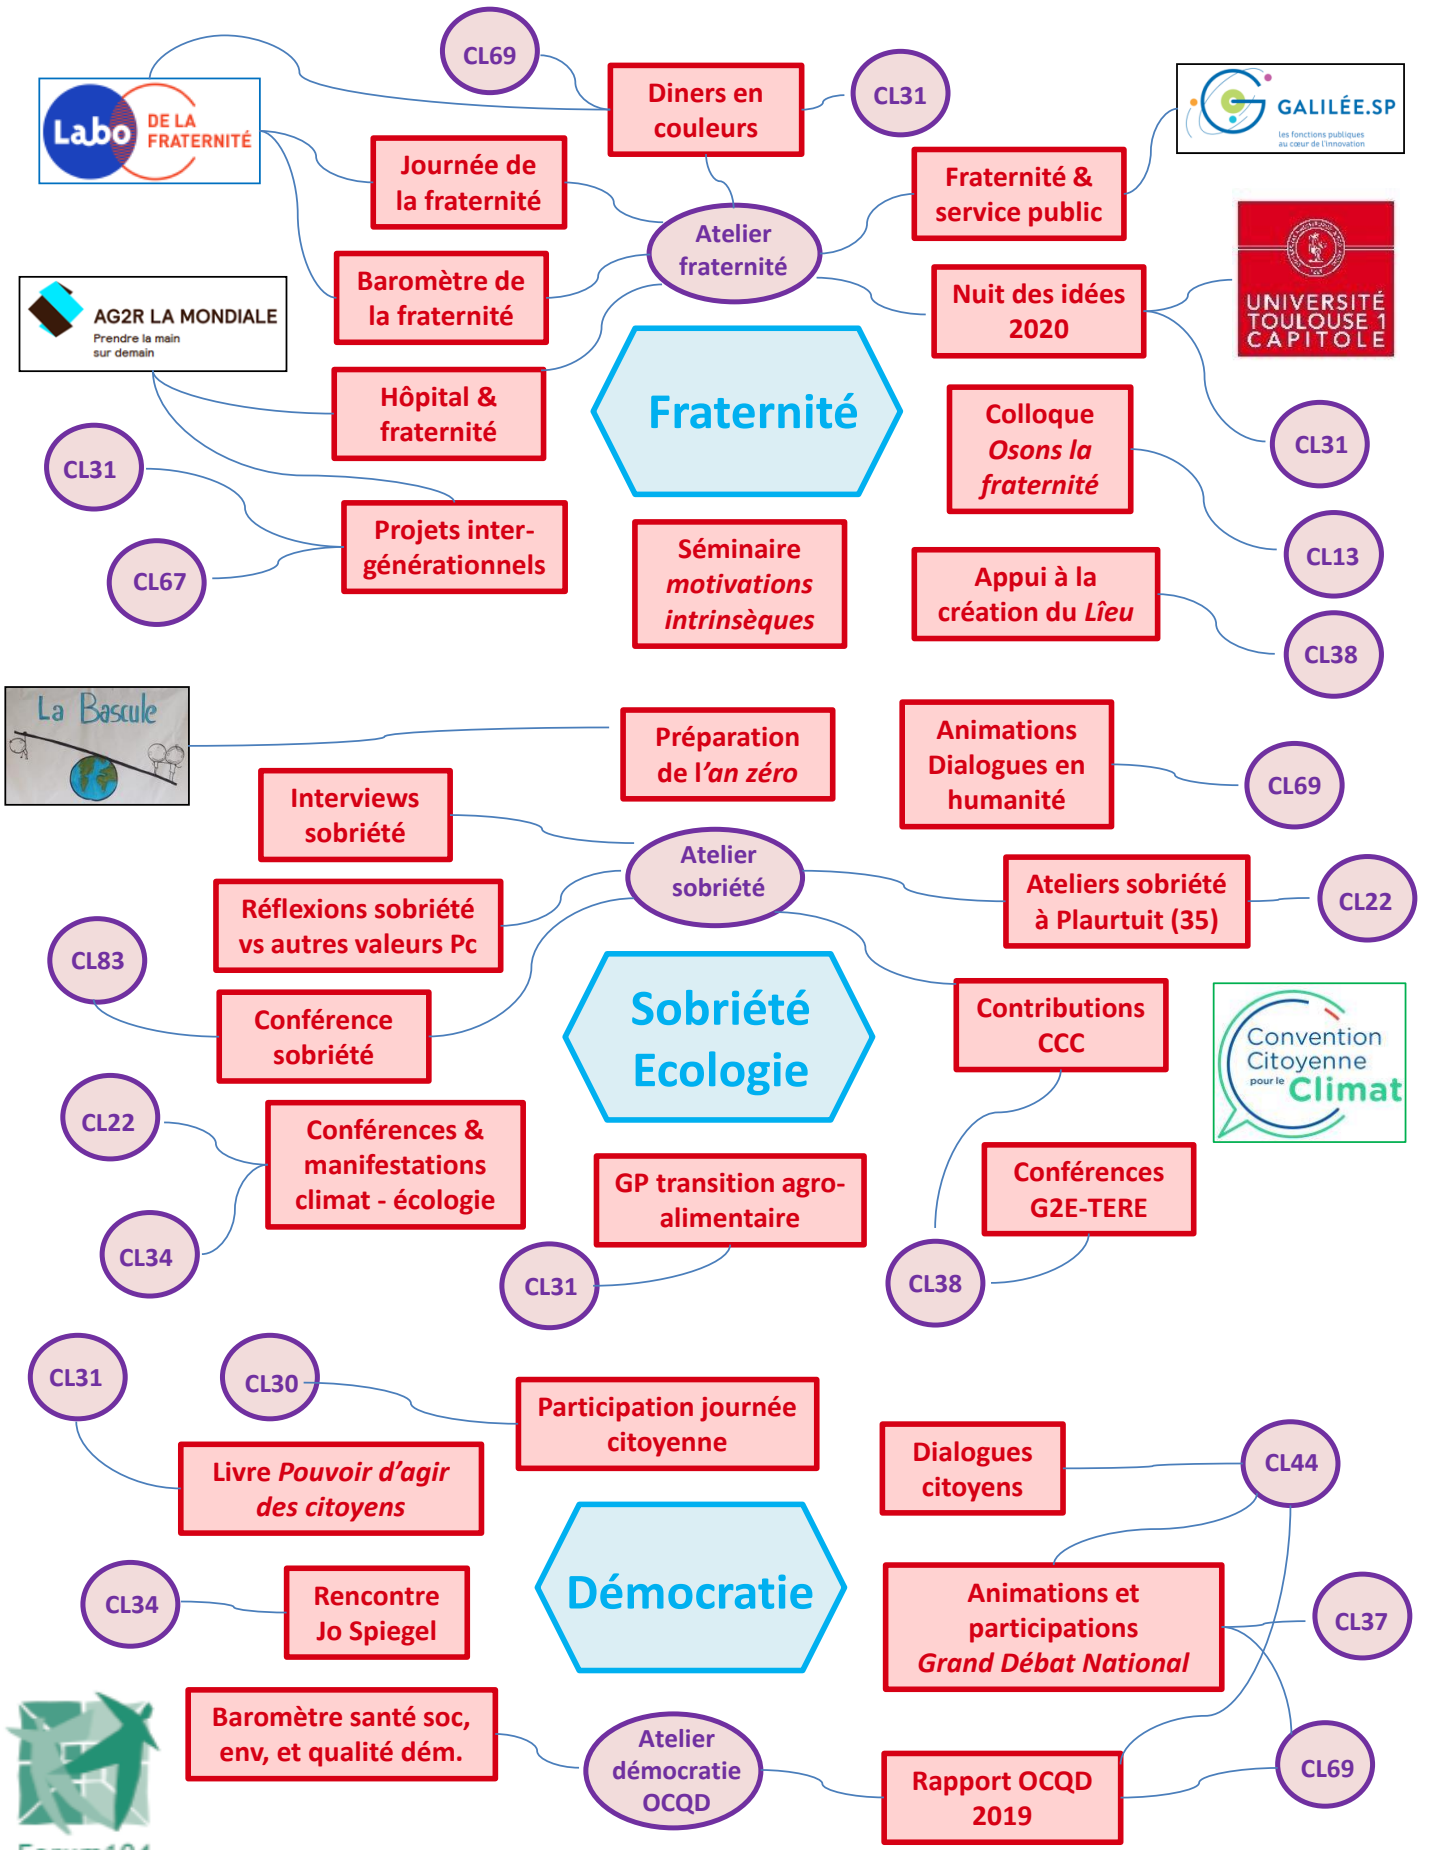 CL69
Diners en
couleurs
CL31
Labo
DE LA
FRATERNITÉ
GALILÉE.SP
les fonctions publiques
au cœur de l'innovation
Journée de
la fraternité
Fraternité &
service public
Atelier
fraternité
Baromètre de
la fraternité
Nuit des idées
2020
UNIVERSITÉ
TOULOUSE 1
CAPITOLE
AG2R LA MONDIALE
Prendre la main
sur demain
Hôpital &
fraternité
Fraternité
Colloque
Osons la
fraternité
CL31
CL31
Projets inter-
générationnels
CL67
Séminaire
motivations
intrinsèques
CL13
Appui à la
création du Lîeu
CL38
La Bascule
Préparation
de l'an zéro
Animations
Dialogues en
humanité
CL69
Interviews
sobriété
Atelier
sobriété
Ateliers sobriété
à Plaurtuit (35)
CL22
Réflexions sobriété
vs autres valeurs Pc
CL83
Conférence
sobriété
Sobriété
Ecologie
Contributions
CCC
Convention
Citoyenne
pour le
Climat
CL22
Conférences &
manifestations
climat - écologie
CL34
GP transition agro-
alimentaire
CL31
Conférences
G2E-TERE
CL38
CL31
CL30
Participation journée
citoyenne
Livre Pouvoir d'agir
des citoyens
Dialogues
citoyens
CL44
Démocratie
CL34
Rencontre
Jo Spiegel
Animations et
participations
Grand Débat National
CL37
Baromètre santé soc,
env, et qualité dém.
Atelier
démocratie
OCQD
Rapport OCQD
2019
CL69